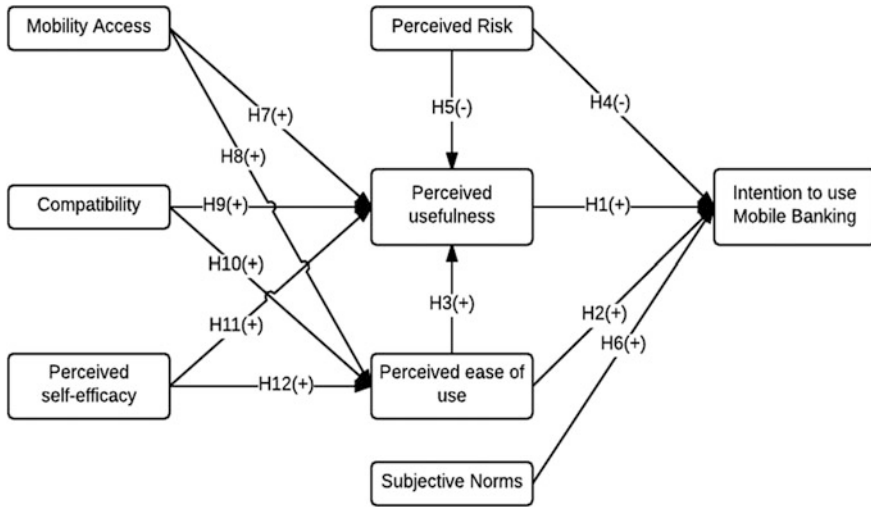 Mobility Access
Perceived Risk
H7(+)
H5(-)
H4(-)
H8(+)
Compatibility
H9(+)
Perceived
usefulness
H1(+)
Intention to use
Mobile Banking
H10(+)
H3(+)
H2(+)
H11(+)
H6(+)
Perceived
self-efficacy
H12(+)
Perceived ease of
use
Subjective Norms